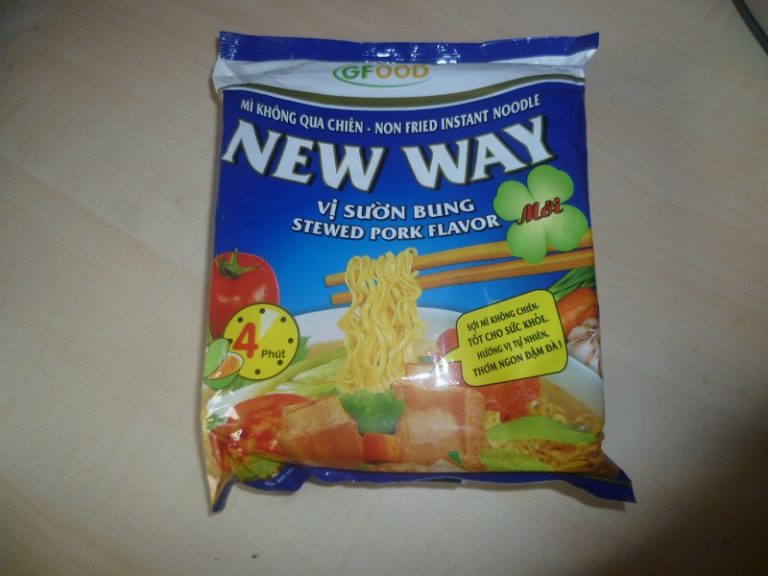 GFOOD
MÌ KHÔNG QUA CHIÊN - NON FRIED INSTANT NOODLE
NEW WAY
VỊ SƯỜN BUNG
STEWED PORK FLAVOR
Mới
4 Phút
SỢI MÌ KHÔNG CHIÊN.
TỐT CHO SỨC KHỎE.
HƯƠNG VỊ TỰ NHIÊN,
THƠM NGON ĐẬM ĐÀ!